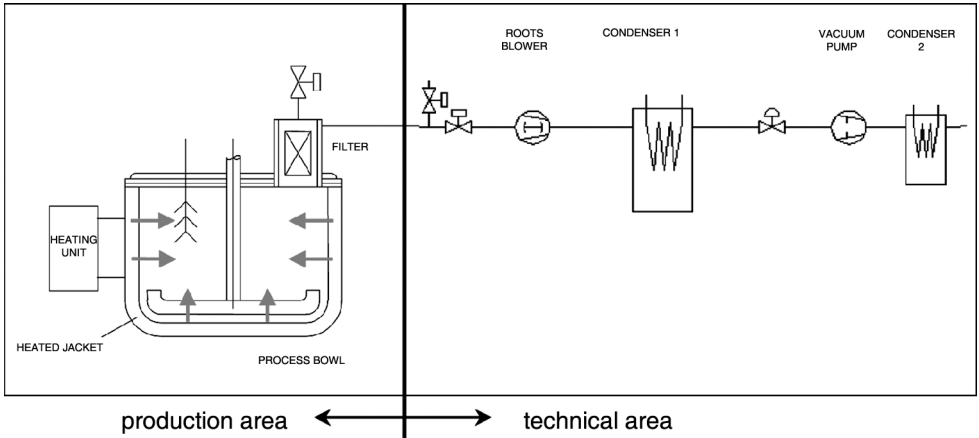 ROOTS
BLOWER
CONDENSER 1
VACUUM
PUMP
CONDENSER
2
FILTER
HEATING
UNIT
HEATED JACKET
PROCESS BOWL
production area
technical area